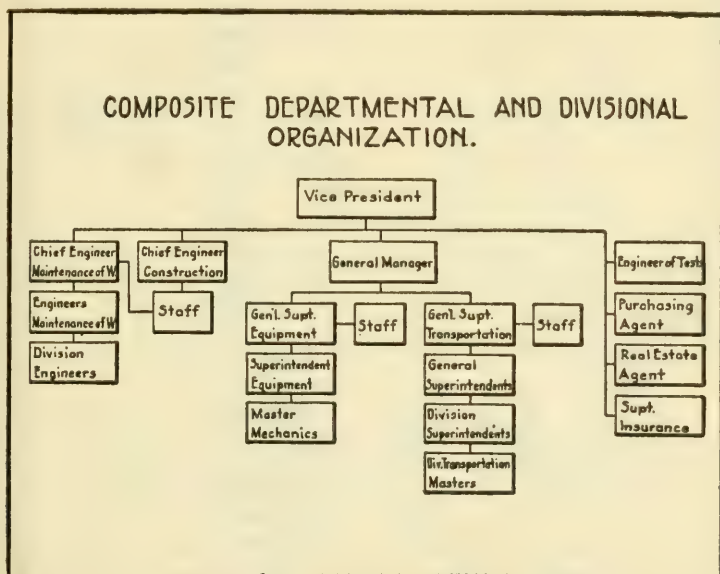 COMPOSITE DEPARTMENTAL AND DIVISIONAL
ORGANIZATION.
Vice President
Chief Engineer
Maintenance of W.
Chief Engineer
Construction
General Manager
Engineer of Tests
Engineers
Maintenance of W.
Staff
Gen'l. Supt.
Equipment
Staff
Gen'l. Supt.
Transportation
Staff
Purchasing
Agent
Division
Engineers
Superintendent
Equipment
General
Superintendents
Real Estate
Agent
Master
Mechanics
Division
Superintendents
Supt.
Insurance
Div. Transportation
Masters